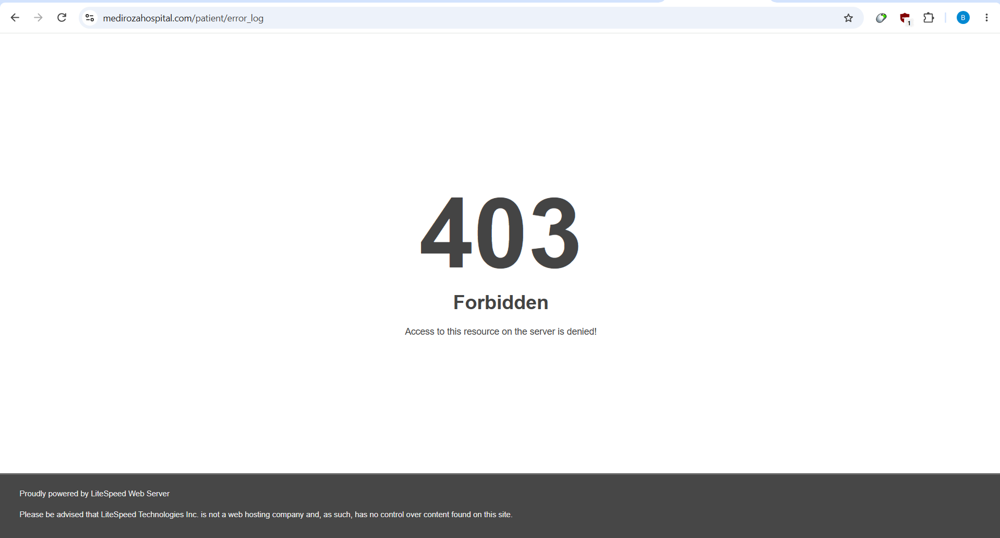 medirozahospital.com/patient/error_log
1
B
403
Forbidden
Access to this resource on the server is denied!
Proudly powered by LiteSpeed Web Server
Please be advised that LiteSpeed Technologies Inc. is not a web hosting company and, as such, has no control over content found on this site.